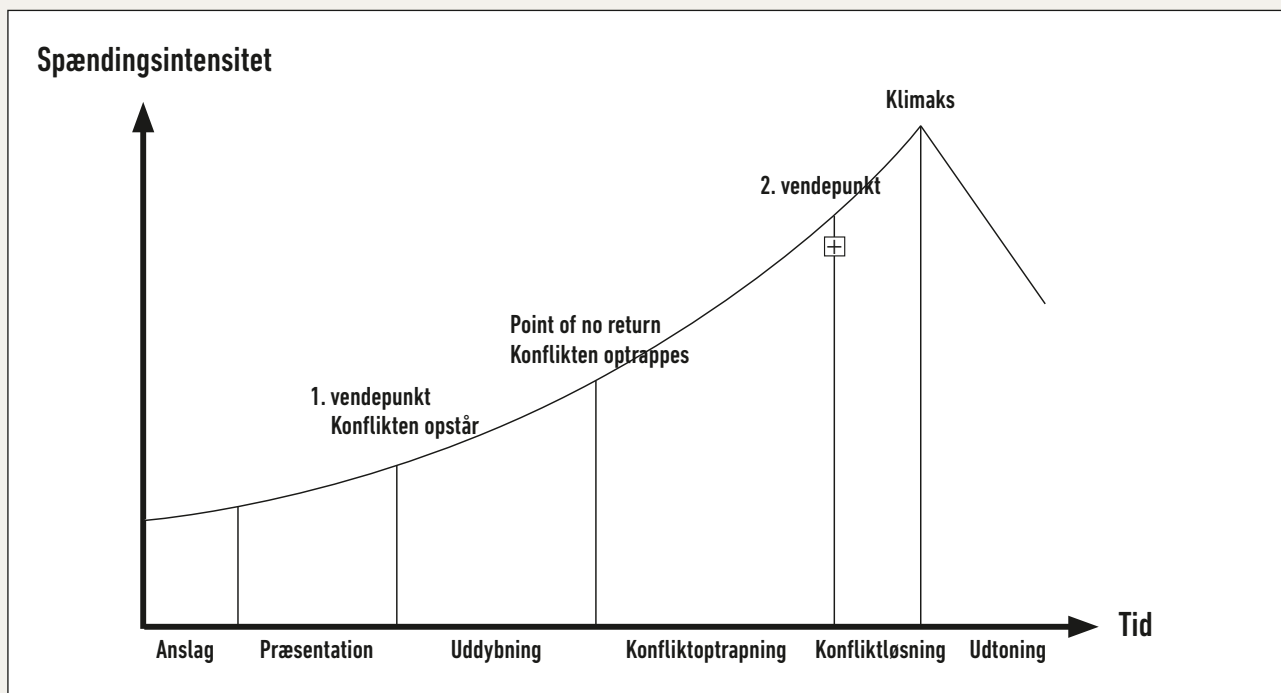 Spændingsintensitet
Klimaks
2. vendepunkt
Point of no return
Konflikten optrappes
1. vendepunkt
Konflikten opstår
Tid
Anslag
Præsentation
Uddybning
Konfliktoptrapning
Konfliktløsning
Udtoning